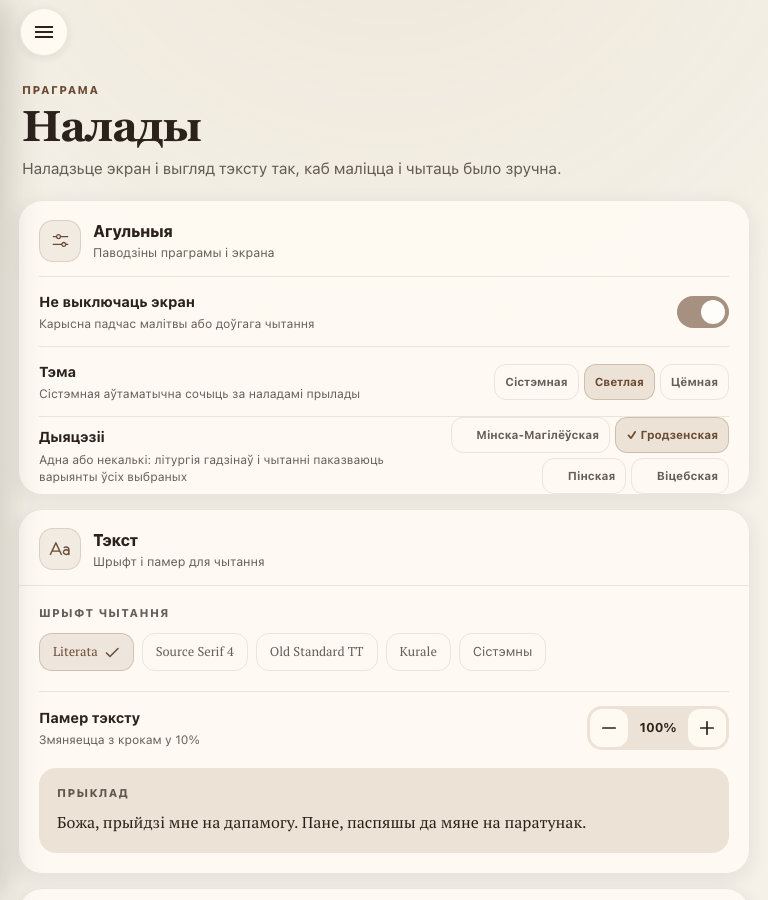 ПРАГРАМА
Налады
Наладзьце экран і выгляд тэксту так, каб маліцца і чытаць было зручна.
Агульныя
Паводзіны праграмы і экрана
Не выключаць экран
Карысна падчас малітвы або доўгага чытання
Тэма
Сістэмная аўтаматычна сочыць за наладамі прылады
Сістэмная Светлая Цёмная
Дыяцэзіі
Адна або некалькі: літургія гадзінаў і чытанні паказваюць
варыянты ўсіх выбраных
Мінска-Магілёўская Гродзенская
Пінская Віцебская
Тэкст
Шрыфт і памер для чытання
ШРЫФТ ЧЫТАННЯ
Literata Source Serif 4 Old Standard TT Kurale Сістэмны
Памер тэксту
Змяняецца з крокам у 10%
100%
ПРЫКЛАД
Божа, прыйдзі мне на дапамогу. Пане, паспяшы да мяне на паратунак.